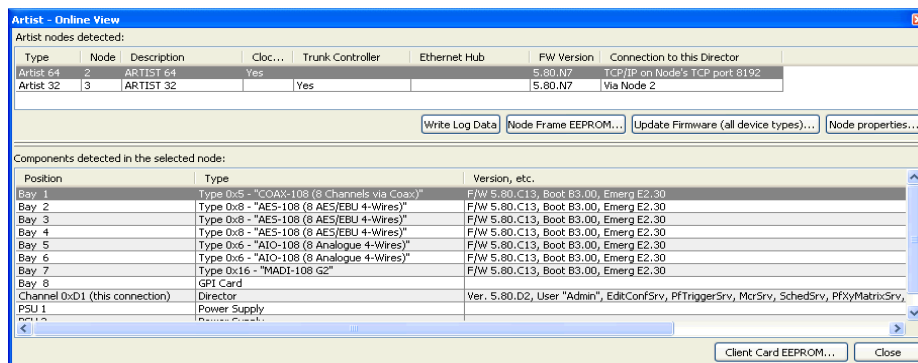 Artist - Online View
Artist nodes detected:
Type Node Description Cloc... Trunk Controller Ethernet Hub FW Version Connection to this Director
Artist 64 2 ARTIST 64 Yes 5.80.N7 TCP/IP on Node's TCP port 8192
Artist 32 3 ARTIST 32 Yes 5.80.N7 Via Node 2
Write Log Data Node Frame EEPROM... Update Firmware (all device types)... Node properties...
Components detected in the selected node:
Position Type Version, etc.
Bay 1 Type 0x5 - "COAX-108 (8 Channels via Coax)" F/W 5.80.C13, Boot B3.00, Emerg E2.30
Bay 2 Type 0x8 - "AES-108 (8 AES/EBU 4-Wires)" F/W 5.80.C13, Boot B3.00, Emerg E2.30
Bay 3 Type 0x8 - "AES-108 (8 AES/EBU 4-Wires)" F/W 5.80.C13, Boot B3.00, Emerg E2.30
Bay 4 Type 0x8 - "AES-108 (8 AES/EBU 4-Wires)" F/W 5.80.C13, Boot B3.00, Emerg E2.30
Bay 5 Type 0x6 - "AIO-108 (8 Analogue 4-Wires)" F/W 5.80.C13, Boot B3.00, Emerg E2.30
Bay 6 Type 0x6 - "AIO-108 (8 Analogue 4-Wires)" F/W 5.80.C13, Boot B3.00, Emerg E2.30
Bay 7 Type 0x16 - "MADI-108 G2" F/W 5.80.C13, Boot B3.00, Emerg E2.30
Bay 8 GPI Card
Channel 0xD1 (this connection) Director Ver. 5.80.D2, User "Admin", EditConfSrv, PfTriggerSrv, McrSrv, SchedSrv, PfXyMatrixSrv,
PSU 1 Power Supply
PSU 2 Power Supply
Client Card EEPROM... Close